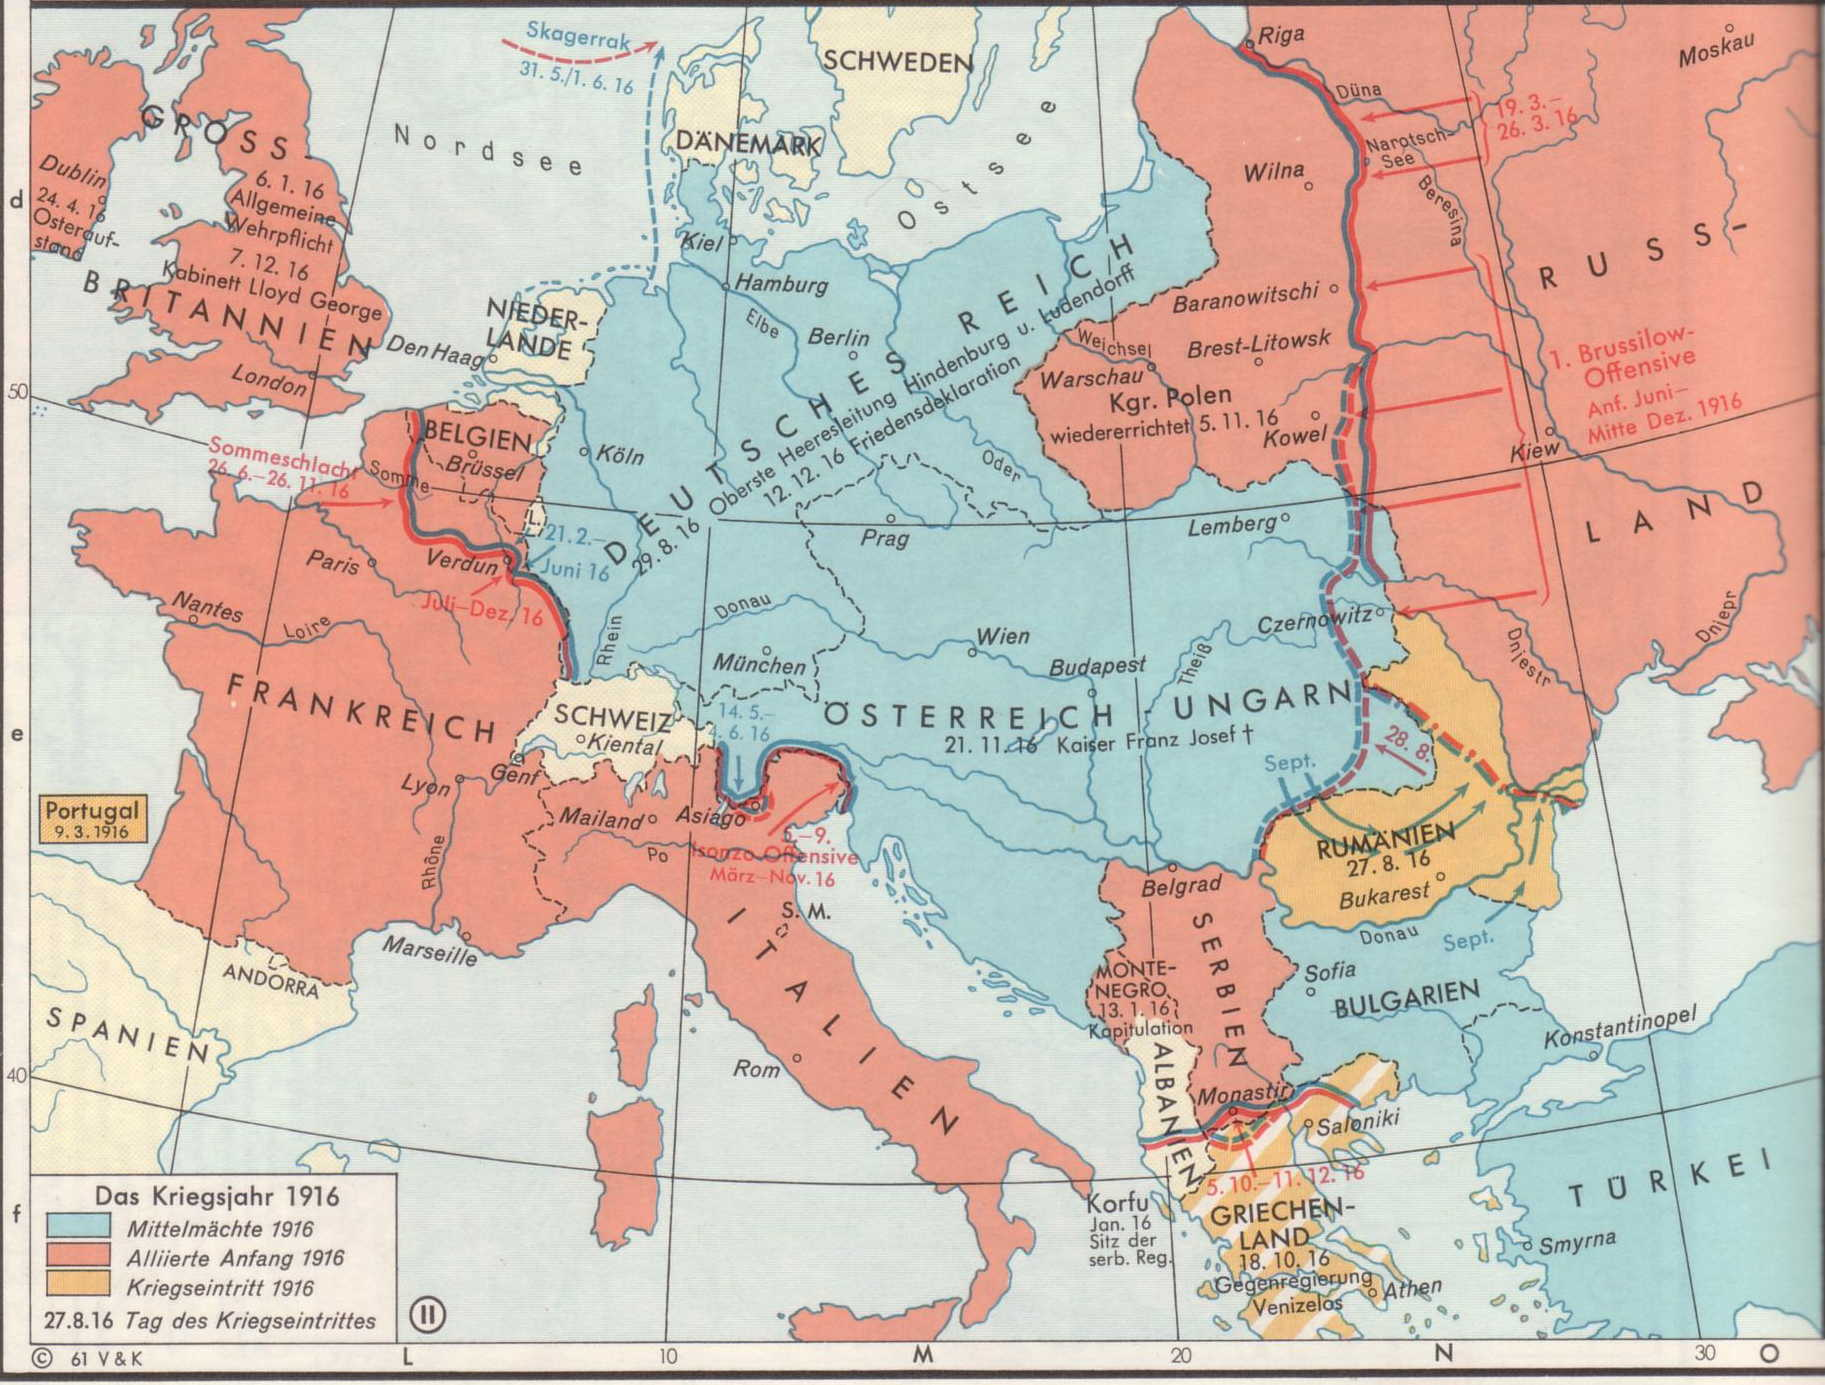 Skagerrak
31. 5./1. 6. 16
SCHWEDEN
Riga
Moskau
Düna
19. 3.–
26. 3. 16
Narotsch-
See
Nordsee
DÄNEMARK
Ostsee
Wilna
Beresina
GROSS-
BRITANNIEN
6. 1. 16
Allgemeine
Wehrpflicht
7. 12. 16
Kabinett Lloyd George
Dublin
24. 4. 16
Osterauf-
stand
d
Kiel
Hamburg
NIEDER-
LANDE
Den Haag
London
Elbe
Berlin
DEUTSCHES REICH
29. 8. 16 Oberste Heeresleitung Hindenburg u. Ludendorff
12. 12. 16 Friedensdeklaration
Baranowitschi
Weichsel
Brest-Litowsk
Warschau
Kgr. Polen
wiedererrichtet 5. 11. 16
Kowel
RUSS-
LAND
1. Brussilow-
Offensive
Anf. Juni–
Mitte Dez. 1916
Kiew
50
BELGIEN
Brüssel
Köln
Sommeschlacht
26. 6.–26. 11. 16
Somme
Oder
Prag
Lemberg
21. 2.–
Juni 16
Verdun
Juli–Dez. 16
Paris
Nantes
Loire
Rhein
Donau
München
Wien
Budapest
Theiß
Czernowitz
Dnjestr
Dniepr
FRANKREICH
SCHWEIZ
Kiental
Genf
Lyon
Rhône
14. 5.–
4. 6. 16
ÖSTERREICH-UNGARN
21. 11. 16 Kaiser Franz Josef †
28. 8.
Sept.
e
Portugal
9. 3. 1916
Mailand
Asiago
Po
5.–9.
Isonzo-Offensive
März–Nov. 16
S. M.
RUMÄNIEN
27. 8. 16
Bukarest
Belgrad
Donau
Sept.
Marseille
ANDORRA
SPANIEN
ITALIEN
Rom
SERBIEN
MONTE-
NEGRO
13. 1. 16
Kapitulation
Sofia
BULGARIEN
Konstantinopel
ALBANIEN
Monastir
Saloniki
40
5. 10.–11. 12. 16
Korfu
Jan. 16
Sitz der
serb. Reg.
GRIECHEN-
LAND
18. 10. 16
Gegenregierung
Venizelos
Athen
TÜRKEI
Smyrna
f
Das Kriegsjahr 1916
Mittelmächte 1916
Alliierte Anfang 1916
Kriegseintritt 1916
27.8.16 Tag des Kriegseintrittes
II
© 61 V & K
L
10
M
20
N
30
O